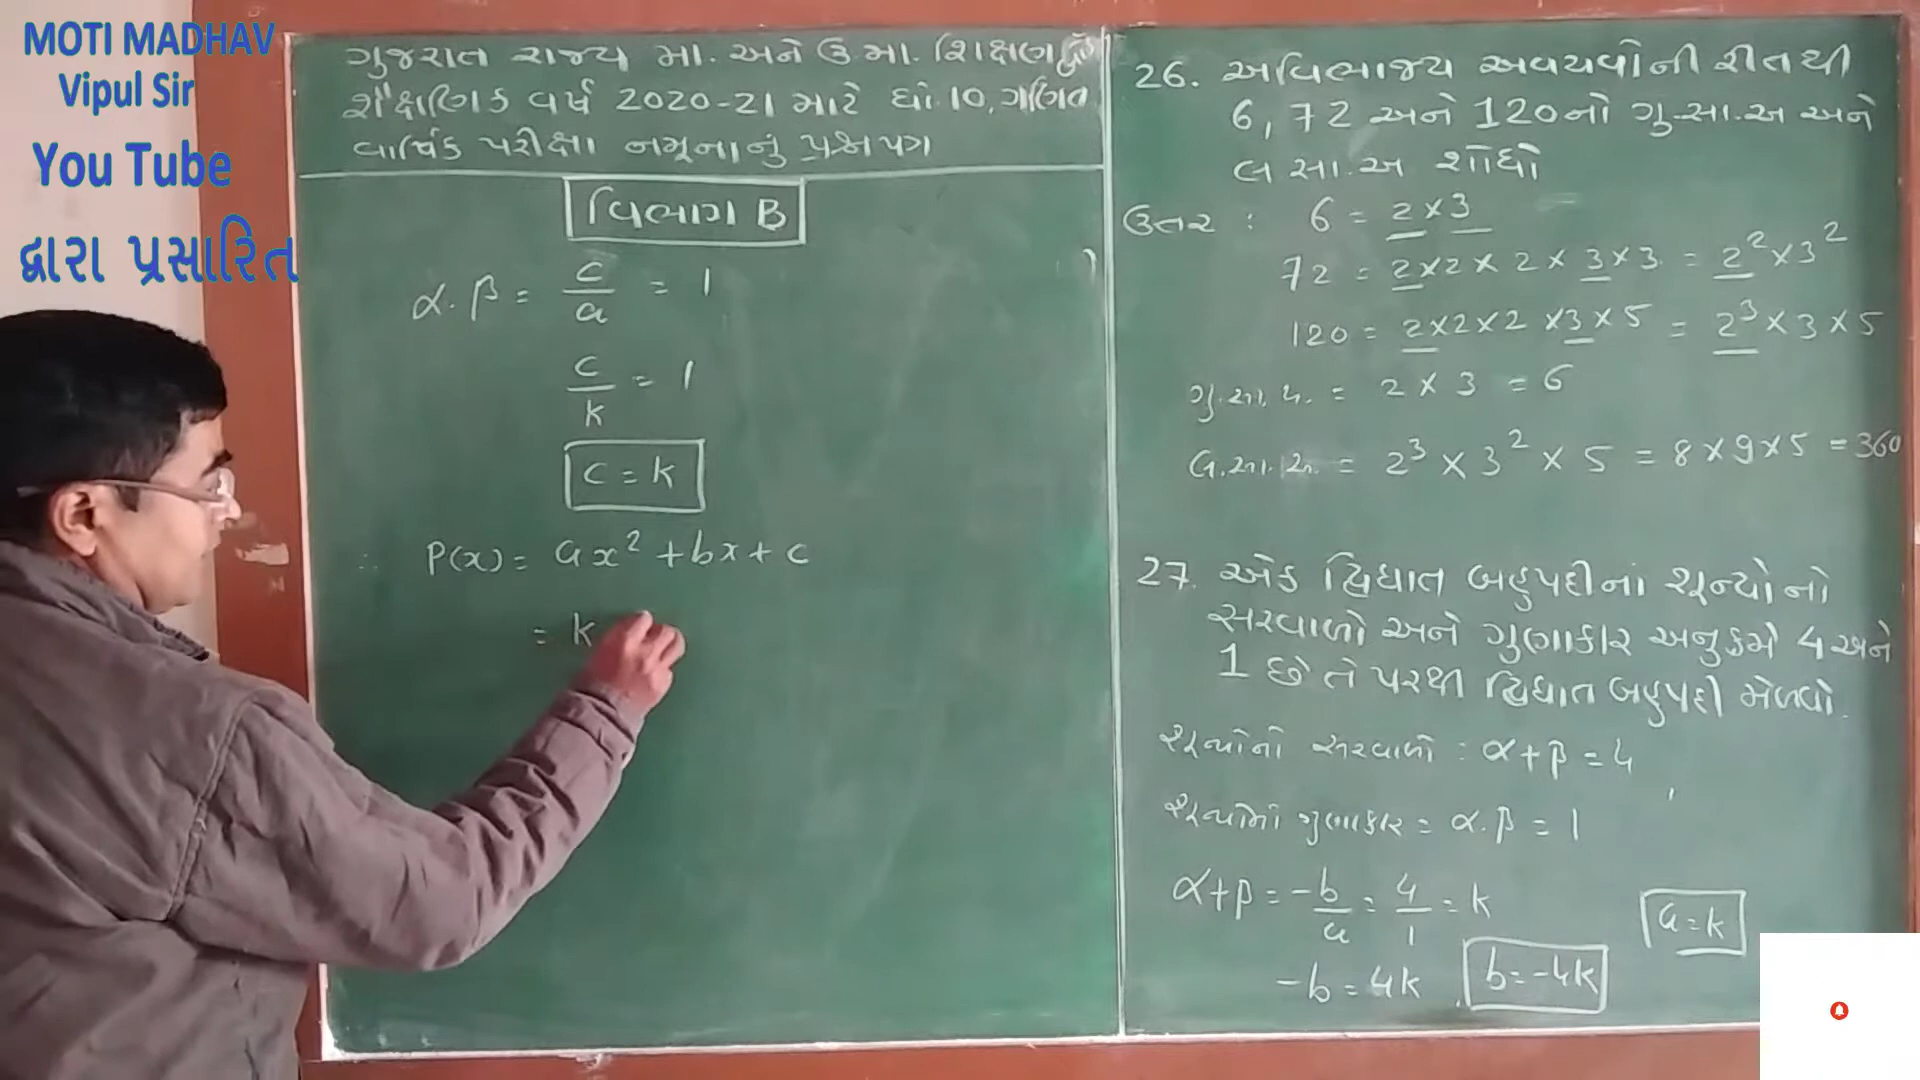 MOTI MADHAV
Vipul Sir
You Tube
દ્વારા પ્રસારિત
ગુજરાત રાજ્ય મા. અને ઉ.મા. શિક્ષણ
શૈક્ષણિક વર્ષ 2020-21 માટે ધો.10, ગણિત
વાર્ષિક પરીક્ષા નમૂનાનું પ્રશ્નપત્ર
વિભાગ B
α.β = c/a = 1
c/k = 1
c = k
∴ P(x) = ax² + bx + c
= k
26. અવિભાજ્ય અવયવોની રીતથી
6, 72 અને 120નો ગુ.સા.અ અને
લ સા.અ શોધો
ઉત્તર : 6 = 2 × 3
72 = 2×2 × 2 × 3 × 3 = 2² × 3²
120 = 2×2×2 × 3 × 5 = 2³ × 3 × 5
ગુ.સા.અ. = 2 × 3 = 6
લ.સા.અ. = 2³ × 3² × 5 = 8 × 9 × 5 = 360
27. એક દ્વિઘાત બહુપદીનાં શૂન્યોનો
સરવાળો અને ગુણાકાર અનુક્રમે 4 અને
1 છે તે પરથી દ્વિઘાત બહુપદી મેળવો.
શૂન્યોનો સરવાળો : α+β = 4
શૂન્યોનો ગુણાકાર = α.β = 1
α+β = -b/a = 4/1 = k
a = k
-b = 4k
b = -4k